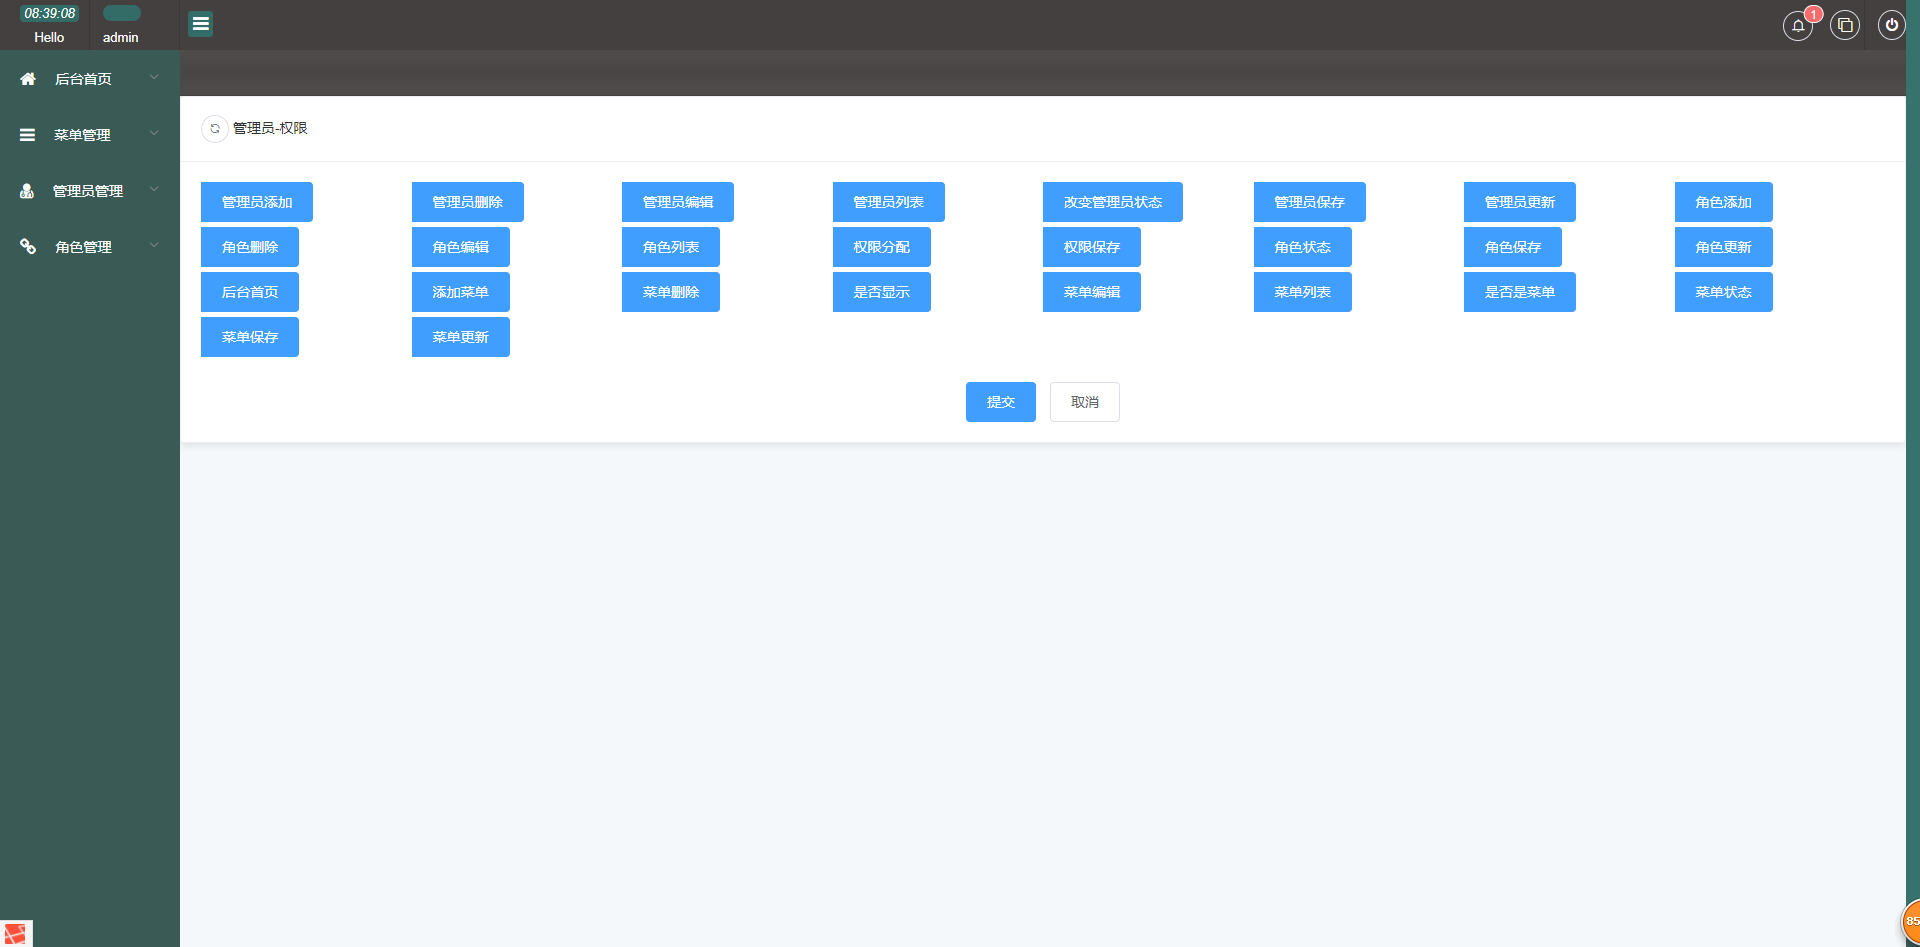 08:39:08
Hello admin
1
后台首页
菜单管理
管理员管理
角色管理
管理员-权限
管理员添加 管理员删除 管理员编辑 管理员列表 改变管理员状态 管理员保存 管理员更新 角色添加
角色删除 角色编辑 角色列表 权限分配 权限保存 角色状态 角色保存 角色更新
后台首页 添加菜单 菜单删除 是否显示 菜单编辑 菜单列表 是否是菜单 菜单状态
菜单保存 菜单更新
提交 取消
85